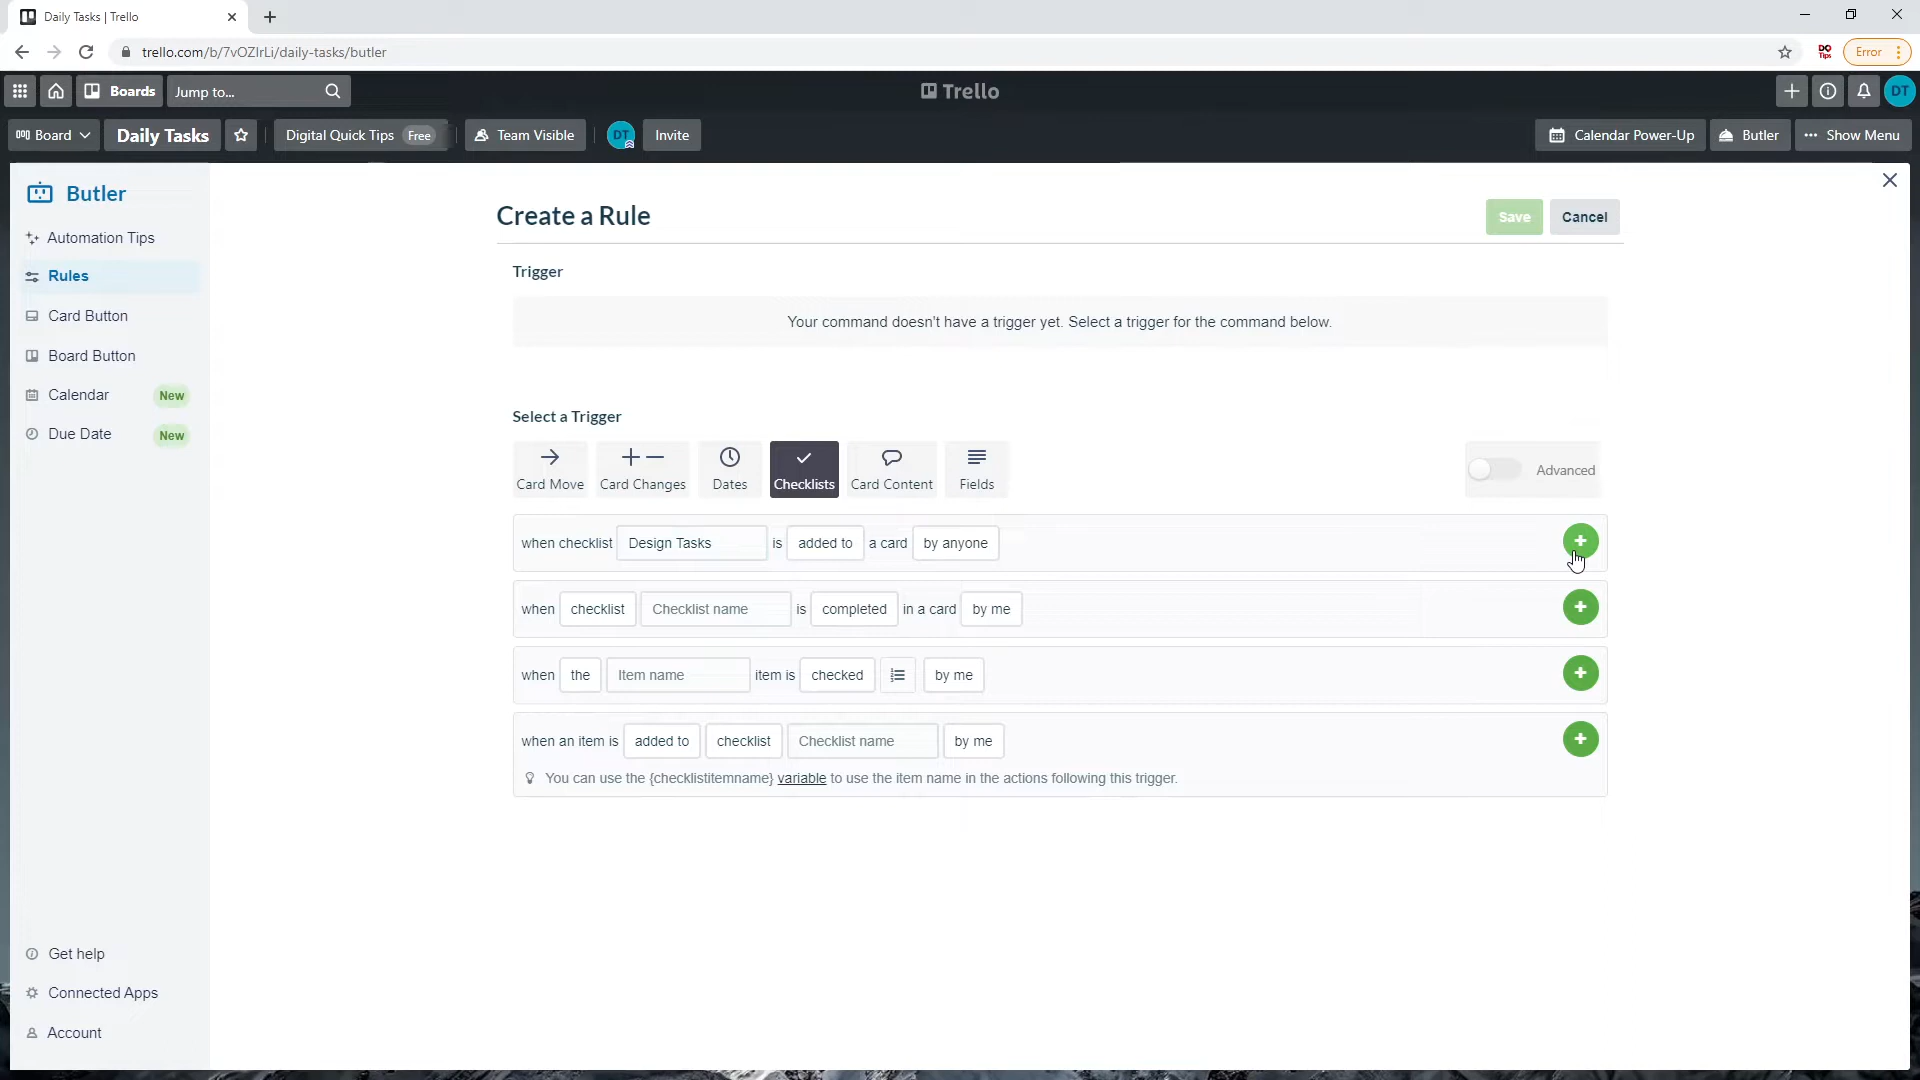 Daily Tasks | Trello
trello.com/b/7vOZIrLi/daily-tasks/butler
DQ Tips
Error
Boards
Jump to...
Trello
DT
Board
Daily Tasks
Digital Quick Tips Free
Team Visible
DT
Invite
Calendar Power-Up
Butler
Show Menu
Butler
Automation Tips
Rules
Card Button
Board Button
Calendar New
Due Date New
Get help
Connected Apps
Account
Create a Rule
Save
Cancel
Trigger
Your command doesn't have a trigger yet. Select a trigger for the command below.
Select a Trigger
Card Move
Card Changes
Dates
Checklists
Card Content
Fields
Advanced
when checklist Design Tasks is added to a card by anyone
when checklist Checklist name is completed in a card by me
when the Item name item is checked by me
when an item is added to checklist Checklist name by me
You can use the {checklistitemname} variable to use the item name in the actions following this trigger.